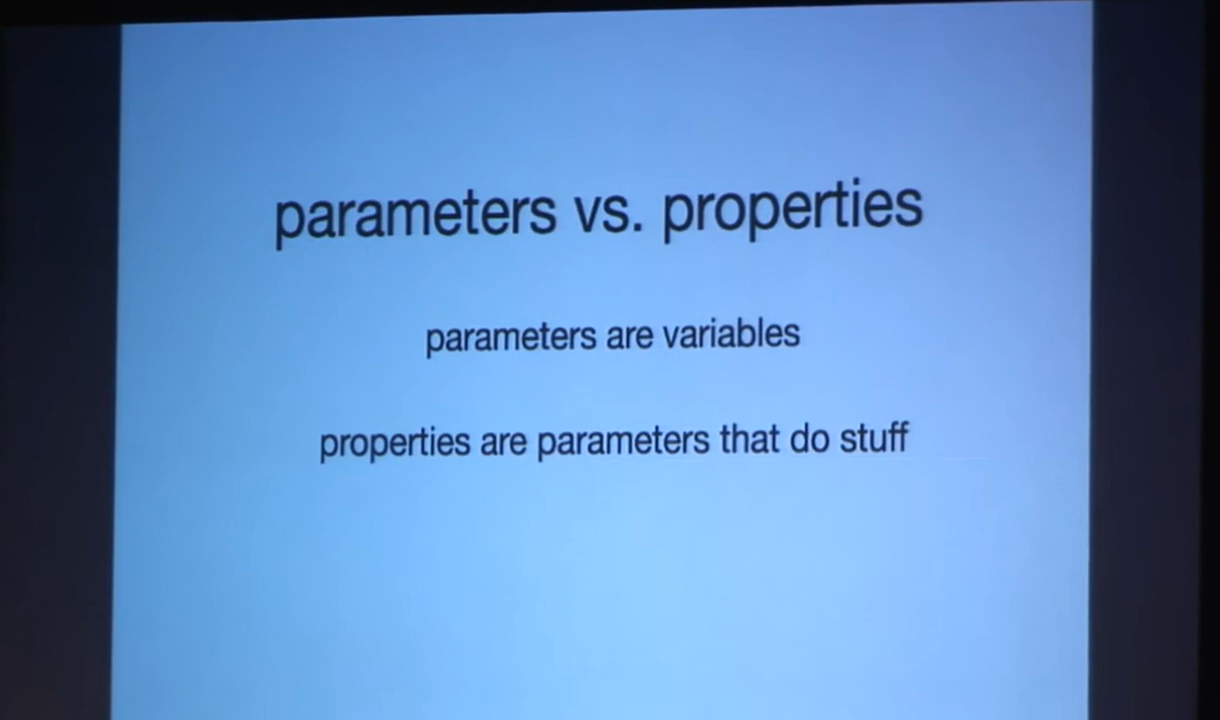 parameters vs. properties
parameters are variables
properties are parameters that do stuff